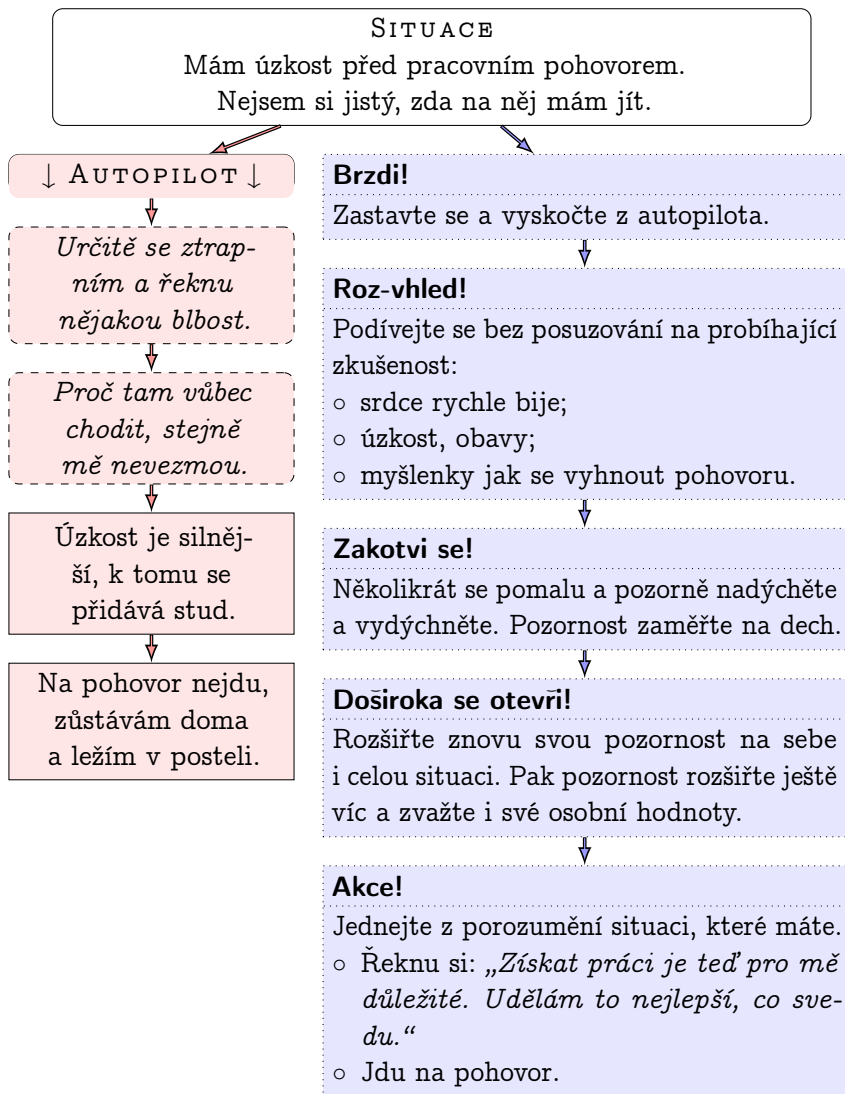 SITUACE
Mám úzkost před pracovním pohovorem.
Nejsem si jistý, zda na něj mám jít.
↓ AUTOPILOT ↓
Určitě se ztrap-
ním a řeknu
nějakou blbost.
Proč tam vůbec
chodit, stejně
mě nevezmou.
Úzkost je silněj-
ší, k tomu se
přidává stud.
Na pohovor nejdu,
zůstávám doma
a ležím v posteli.
Brzdi!
Zastavte se a vyskočte z autopilota.
Roz-vhled!
Podívejte se bez posuzování na probíhající
zkušenost:
◦ srdce rychle bije;
◦ úzkost, obavy;
◦ myšlenky jak se vyhnout pohovoru.
Zakotvi se!
Několikrát se pomalu a pozorně nadýchěte
a vydýchněte. Pozornost zaměřte na dech.
Doširoka se otevři!
Rozšiřte znovu svou pozornost na sebe
i celou situaci. Pak pozornost rozšiřte ještě
víc a zvažte i své osobní hodnoty.
Akce!
Jednejte z porozumění situaci, které máte.
◦ Řeknu si: „Získat práci je teď pro mě
důležité. Udělám to nejlepší, co sve-
du.“
◦ Jdu na pohovor.